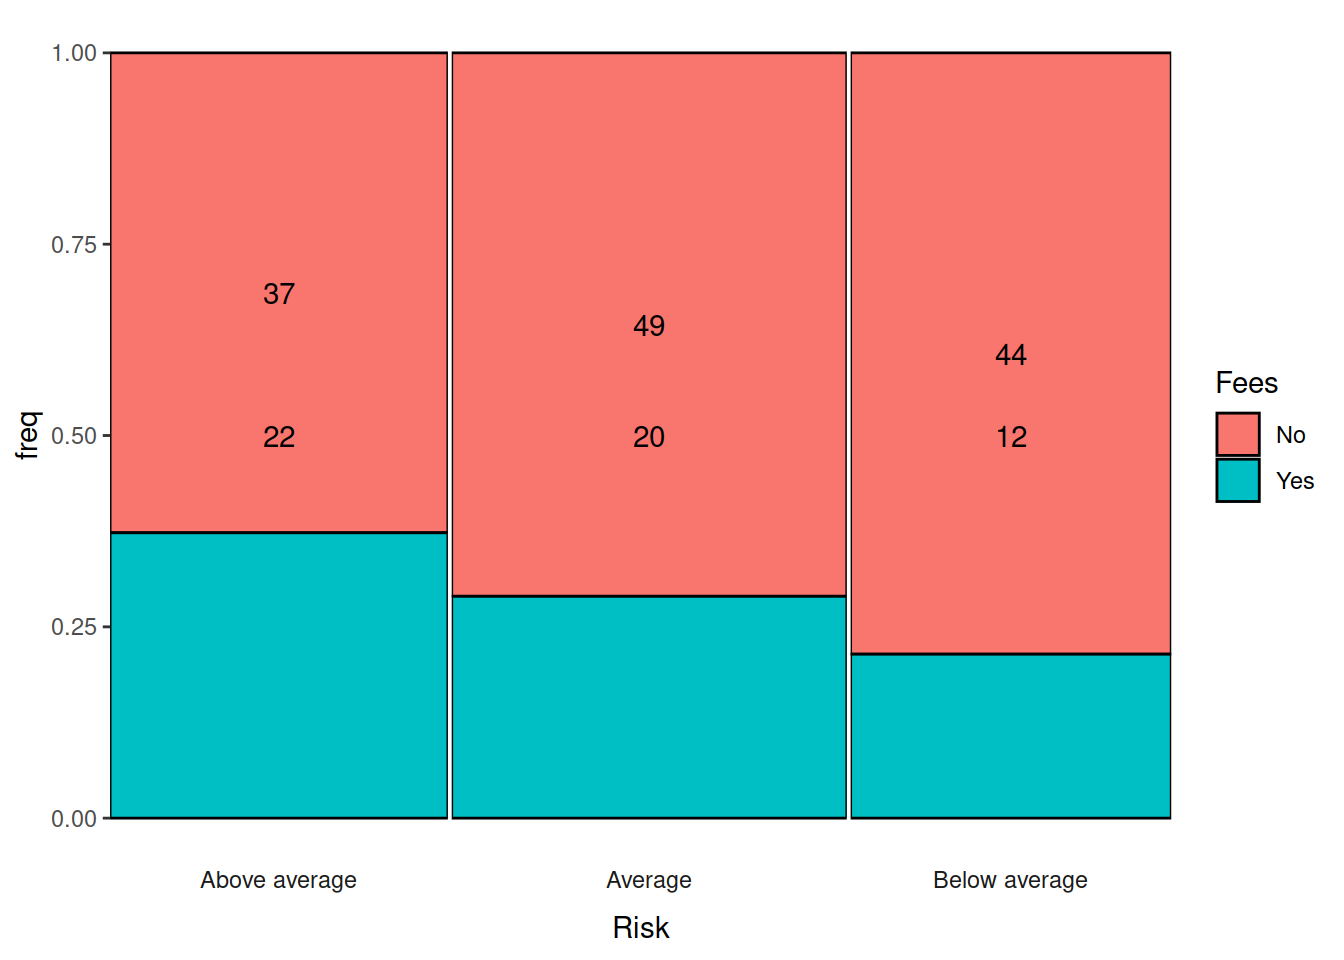 1.00
0.75
0.50
0.25
0.00
freq
37
22
49
20
44
12
Above average
Average
Below average
Risk
Fees
No
Yes